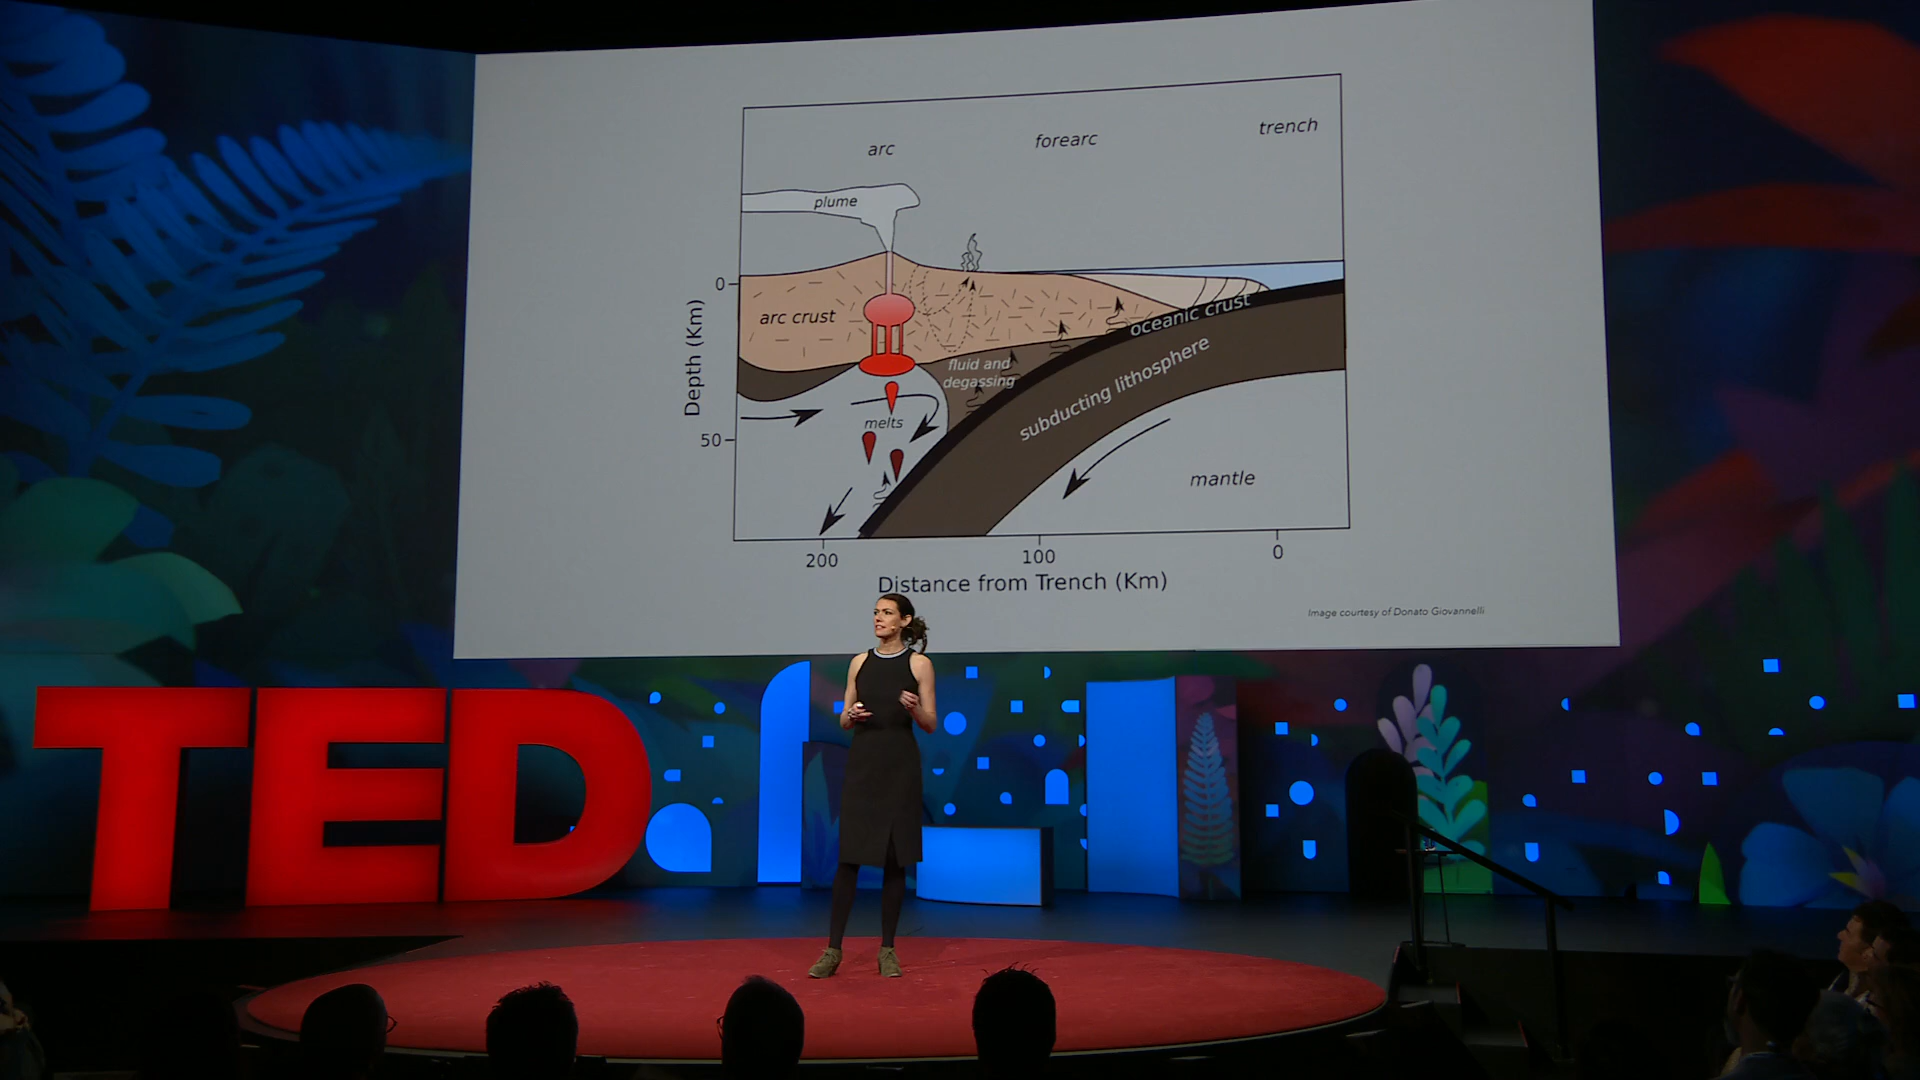 arc
forearc
trench
plume
0
arc crust
oceanic crust
fluid and
degassing
subducting lithosphere
melts
Depth (Km)
50
mantle
200
100
0
Distance from Trench (Km)
Image courtesy of Donato Giovannelli
TED